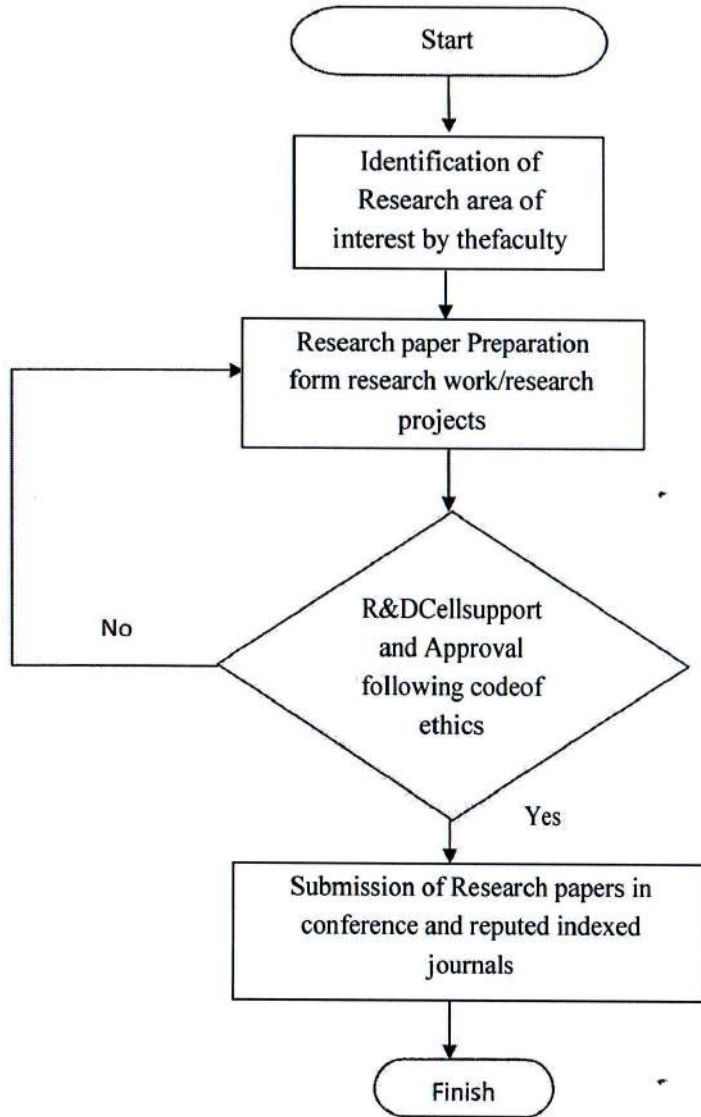 Start
Identification of
Research area of
interest by thefaculty
Research paper Preparation
form research work/research
projects
R&DCellsupport
and Approval
following codeof
ethics
No
Yes
Submission of Research papers in
conference and reputed indexed
journals
Finish